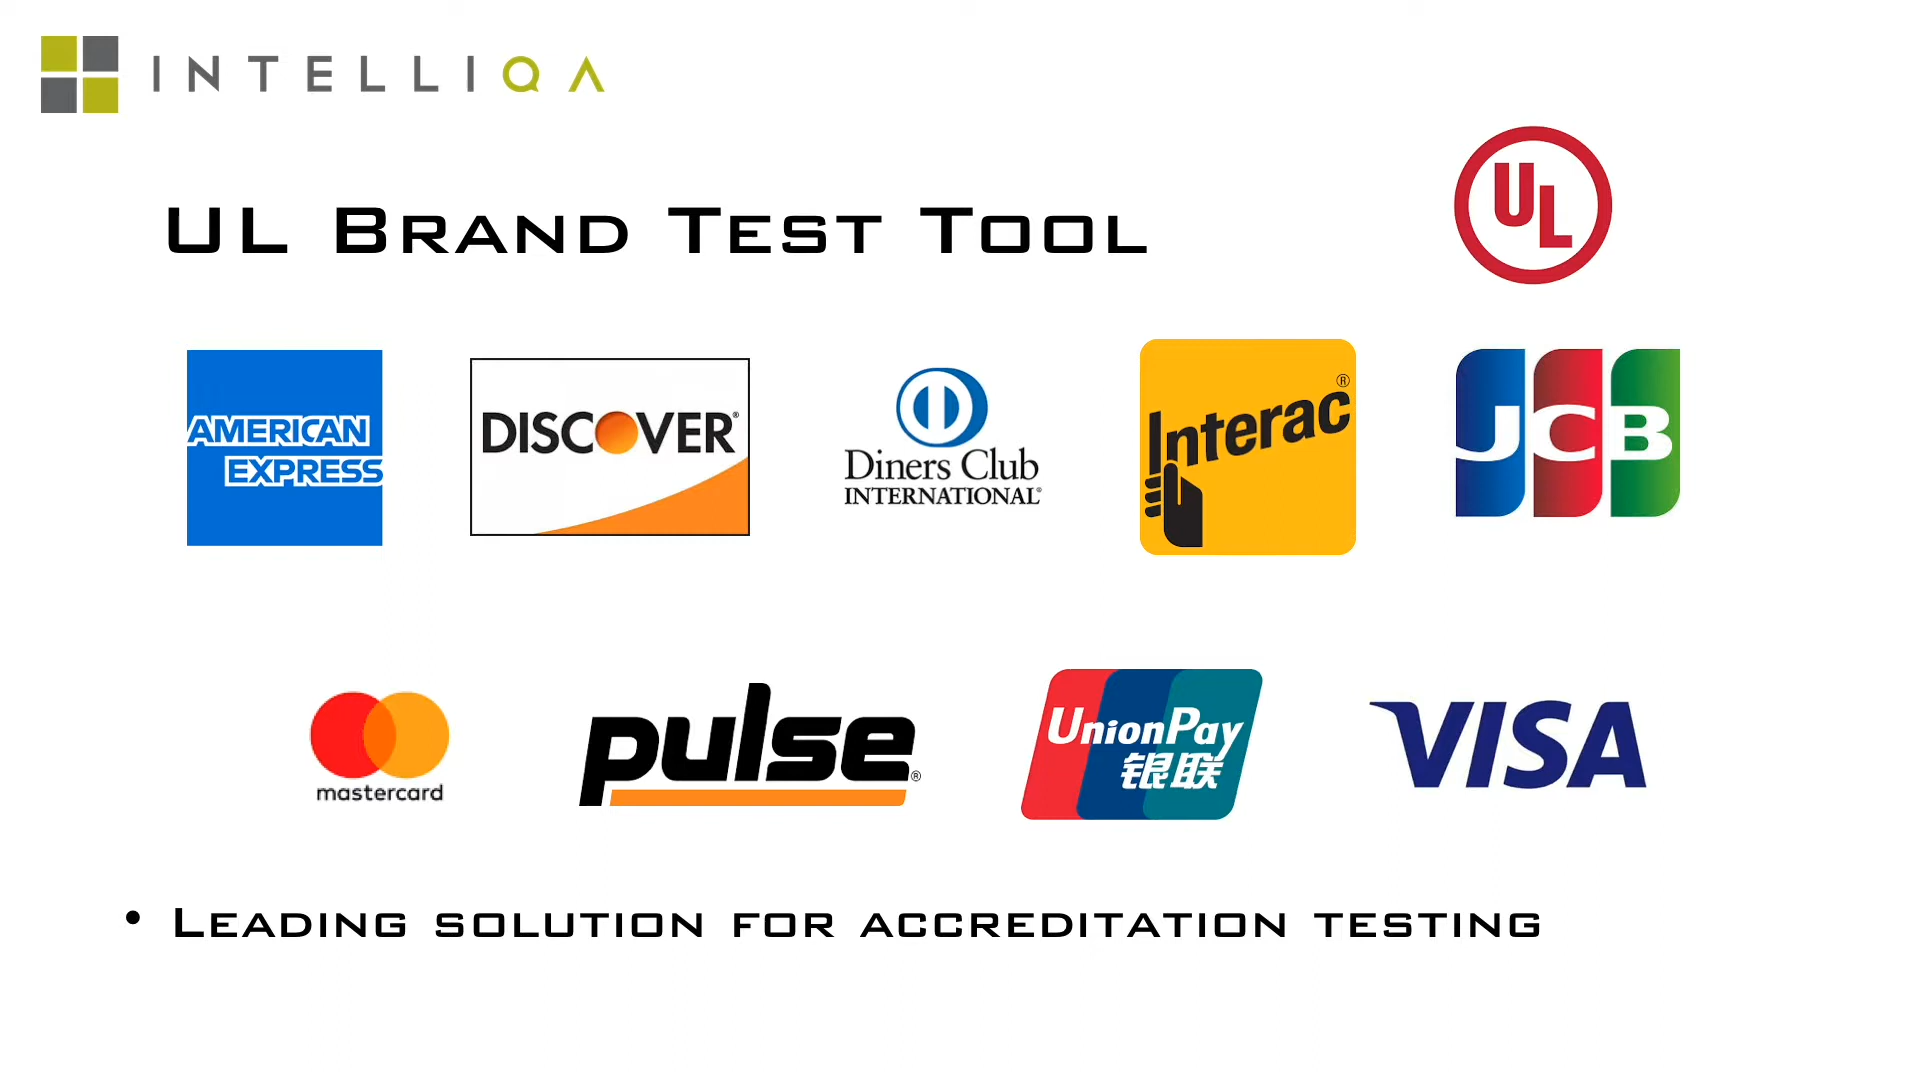 INTELLIQA
UL
UL Brand Test Tool
AMERICAN
EXPRESS
DISCOVER®
Diners Club
INTERNATIONAL®
Interac®
JCB
mastercard
pulse®
UnionPay
银联
VISA
• Leading solution for accreditation testing